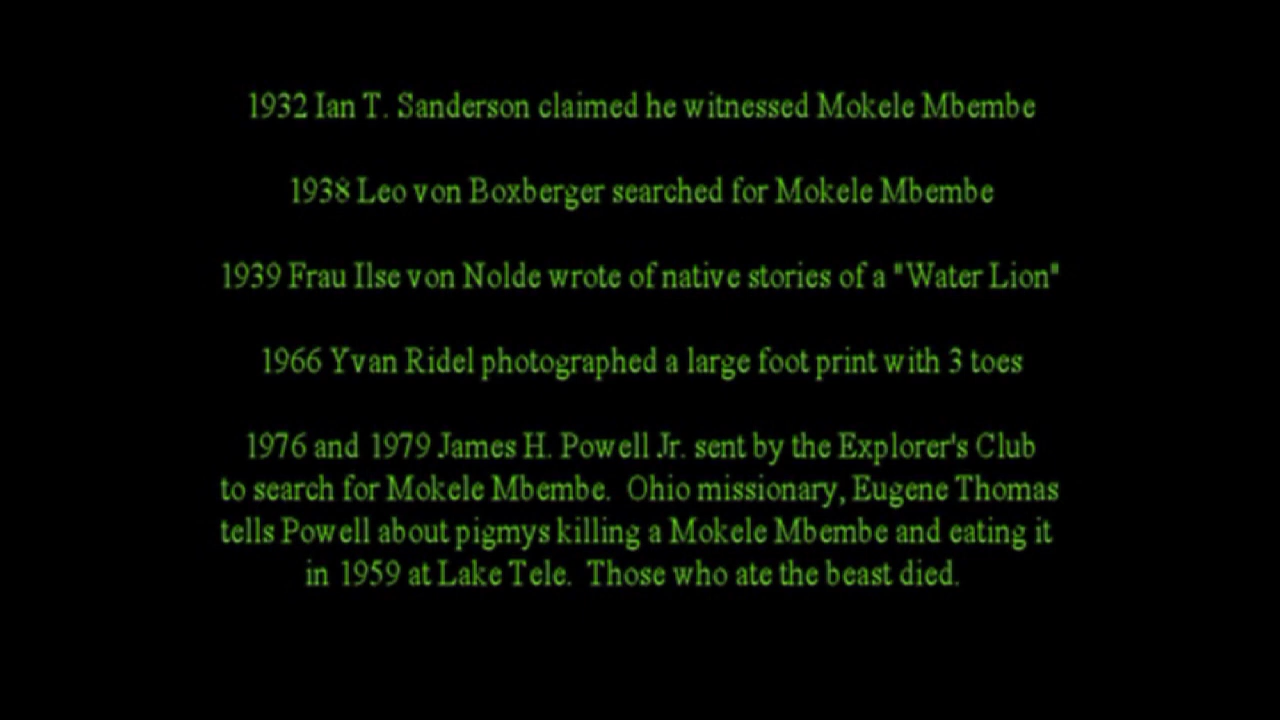 1932 Ian T. Sanderson claimed he witnessed Mokele Mbembe
1938 Leo von Boxberger searched for Mokele Mbembe
1939 Frau Ilse von Nolde wrote of native stories of a "Water Lion"
1966 Yvan Ridel photographed a large foot print with 3 toes
1976 and 1979 James H. Powell Jr. sent by the Explorer's Club
to search for Mokele Mbembe.  Ohio missionary, Eugene Thomas
tells Powell about pigmys killing a Mokele Mbembe and eating it
in 1959 at Lake Tele.  Those who ate the beast died.